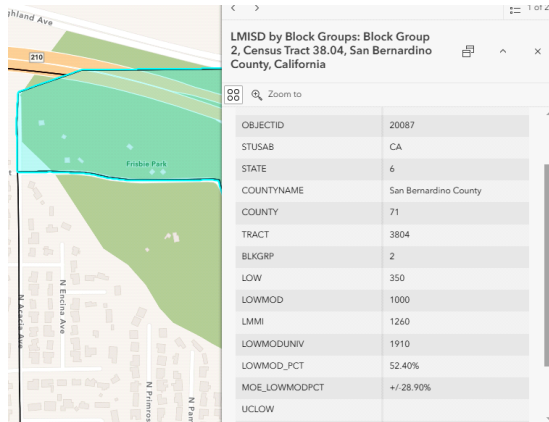 ghland Ave
210
Frisbie Park
t
N Acacia Ave
N Encina Ave
N Primros
N Pam
1 of 2
LMISD by Block Groups: Block Group
2, Census Tract 38.04, San Bernardino
County, California
Zoom to
OBJECTID 20087
STUSAB CA
STATE 6
COUNTYNAME San Bernardino County
COUNTY 71
TRACT 3804
BLKGRP 2
LOW 350
LOWMOD 1000
LMMI 1260
LOWMODUNIV 1910
LOWMOD_PCT 52.40%
MOE_LOWMODPCT +/-28.90%
UCLOW